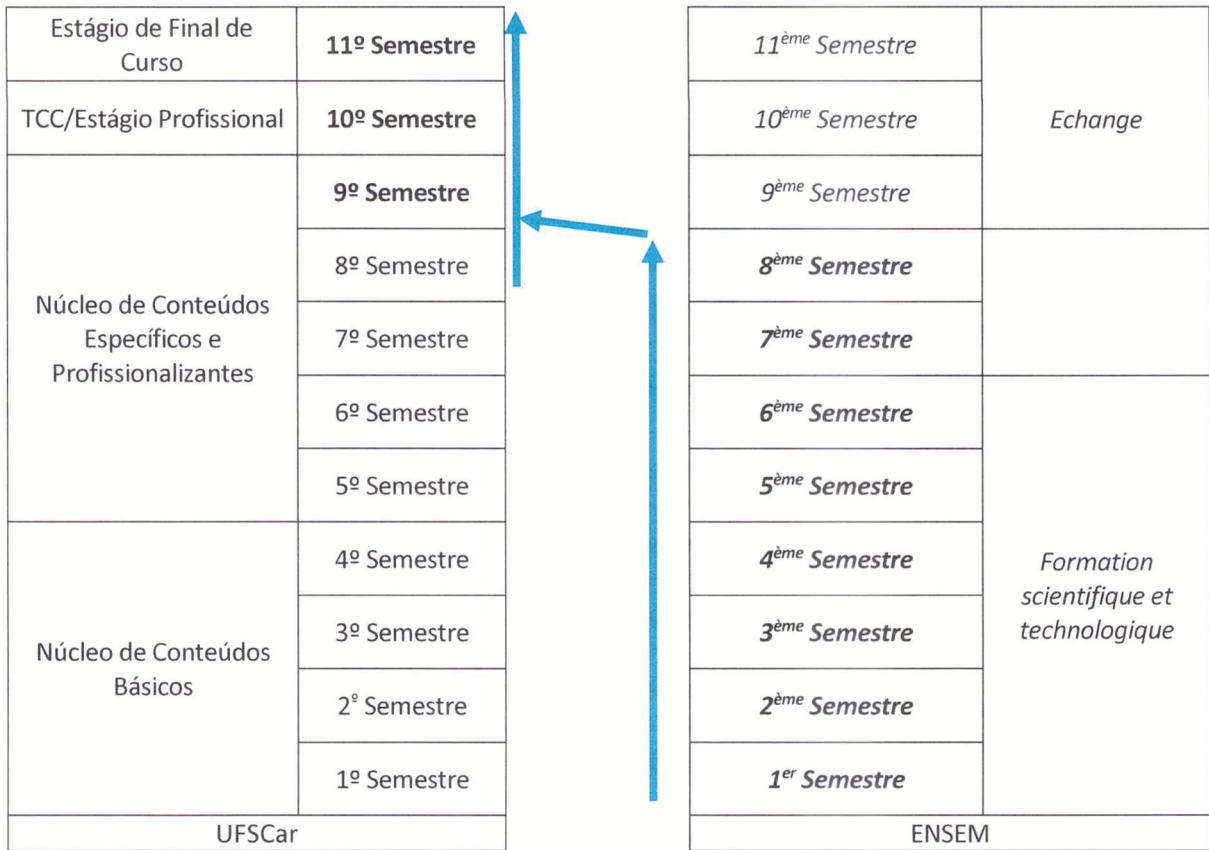 Estágio de Final de
Curso
11º Semestre
TCC/Estágio Profissional
10º Semestre
Núcleo de Conteúdos
Específicos e
Profissionalizantes
9º Semestre
8º Semestre
7º Semestre
6º Semestre
5º Semestre
Núcleo de Conteúdos
Básicos
4º Semestre
3º Semestre
2º Semestre
1º Semestre
UFSCar
11ème Semestre
10ème Semestre
9ème Semestre
Echange
8ème Semestre
7ème Semestre
6ème Semestre
5ème Semestre
4ème Semestre
3ème Semestre
2ème Semestre
1er Semestre
Formation
scientifique et
technologique
ENSEM